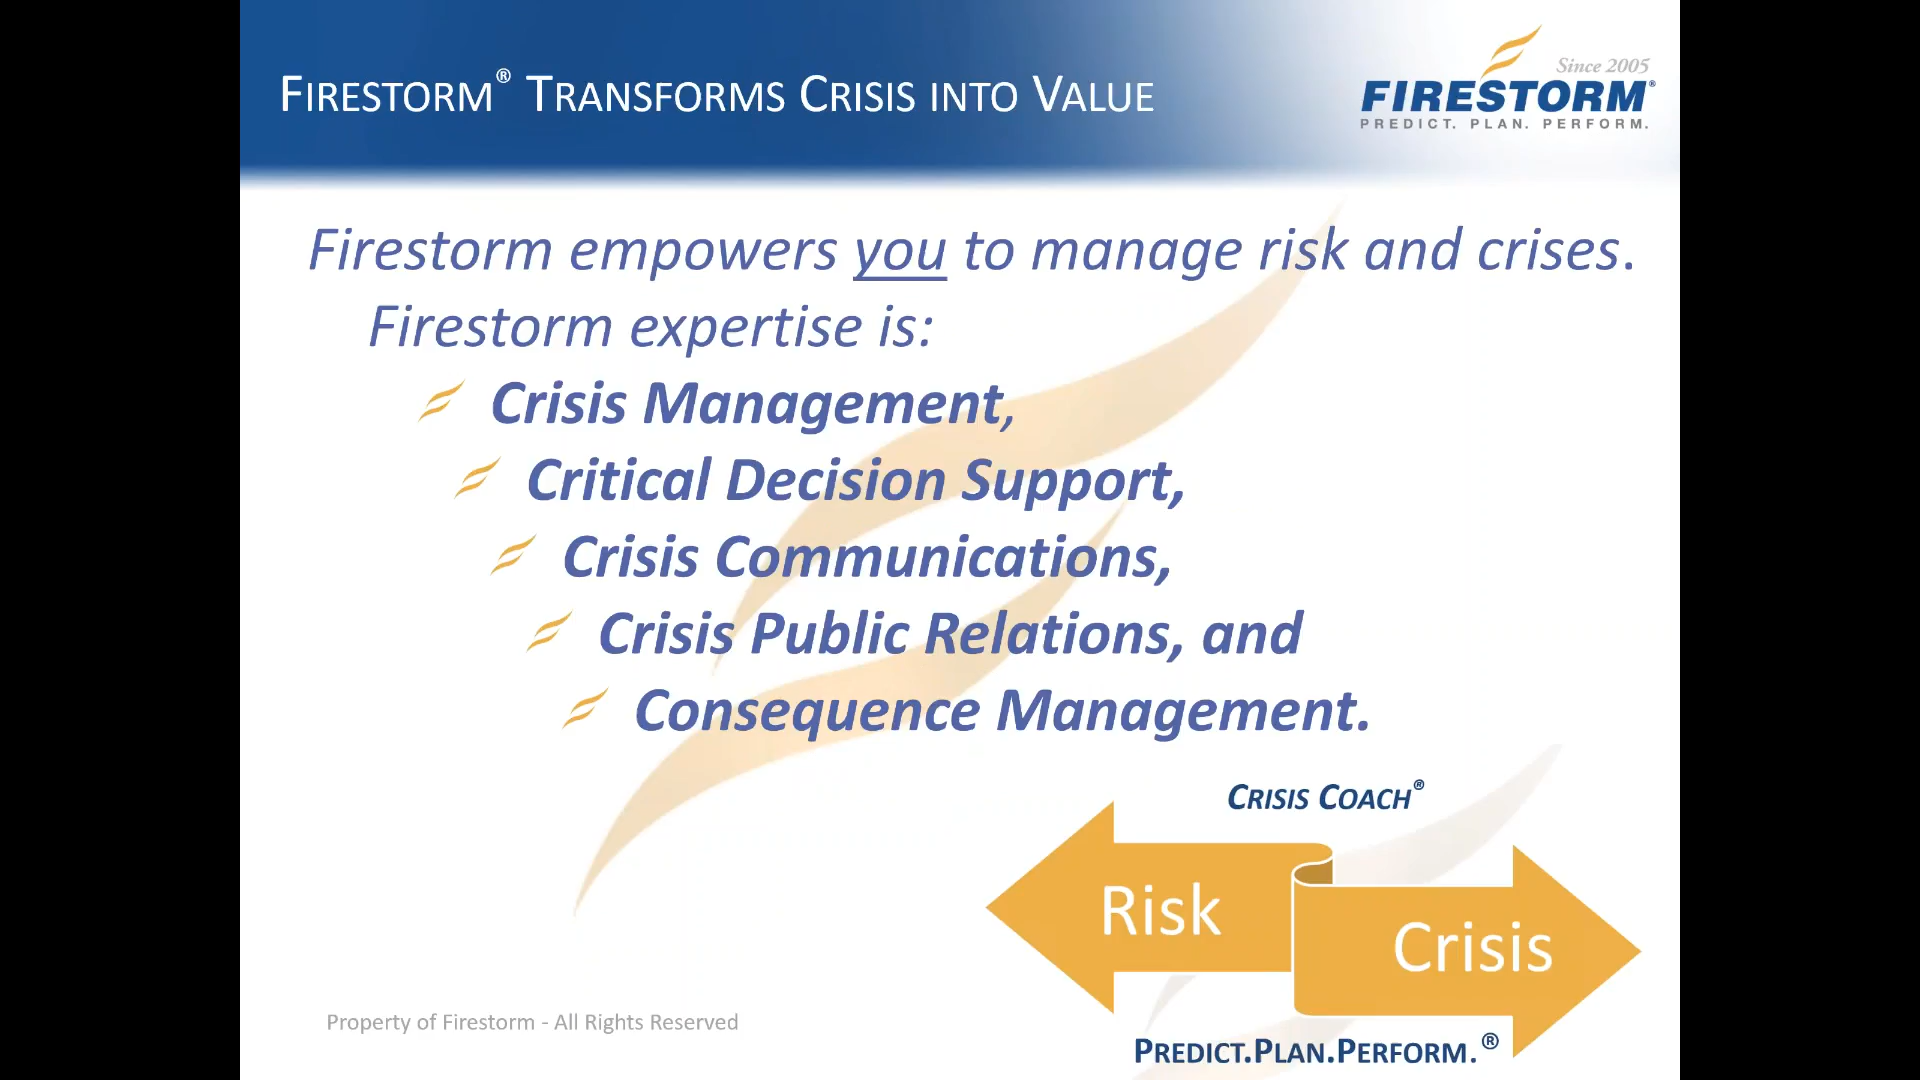 Firestorm® Transforms Crisis into Value
Since 2005
FIRESTORM®
PREDICT. PLAN. PERFORM.
Firestorm empowers you to manage risk and crises.
Firestorm expertise is:
Crisis Management,
Critical Decision Support,
Crisis Communications,
Crisis Public Relations, and
Consequence Management.
Crisis Coach®
Risk
Crisis
Property of Firestorm - All Rights Reserved
Predict.Plan.Perform.®